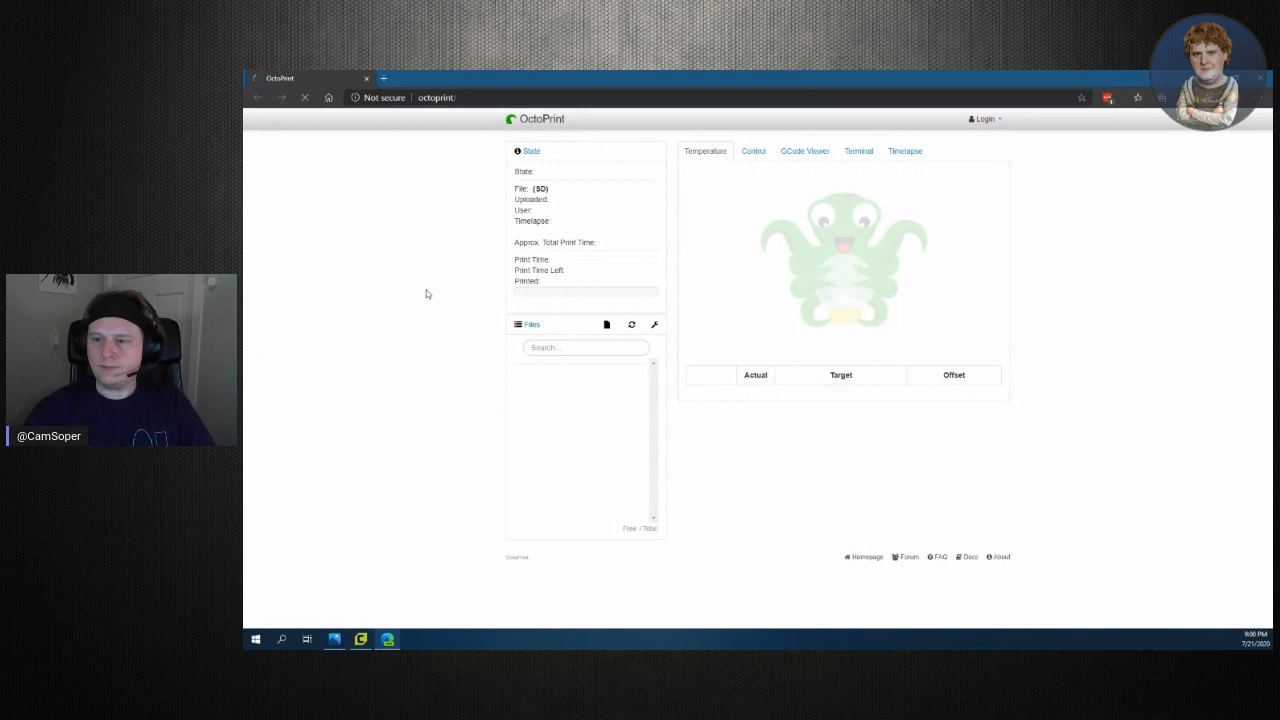 OctoPrint
Not secure
octoprint/
OctoPrint
Login
State
Temperature
Control
GCode Viewer
Terminal
Timelapse
State:
File: (SD)
Uploaded:
User:
Timelapse:
Approx. Total Print Time:
Print Time:
Print Time Left:
Printed:
Files
Search...
Actual
Target
Offset
@CamSoper
Free: / Total:
OctoPrint
Homepage
Forum
FAQ
Docs
About
9:00 PM
7/21/2020